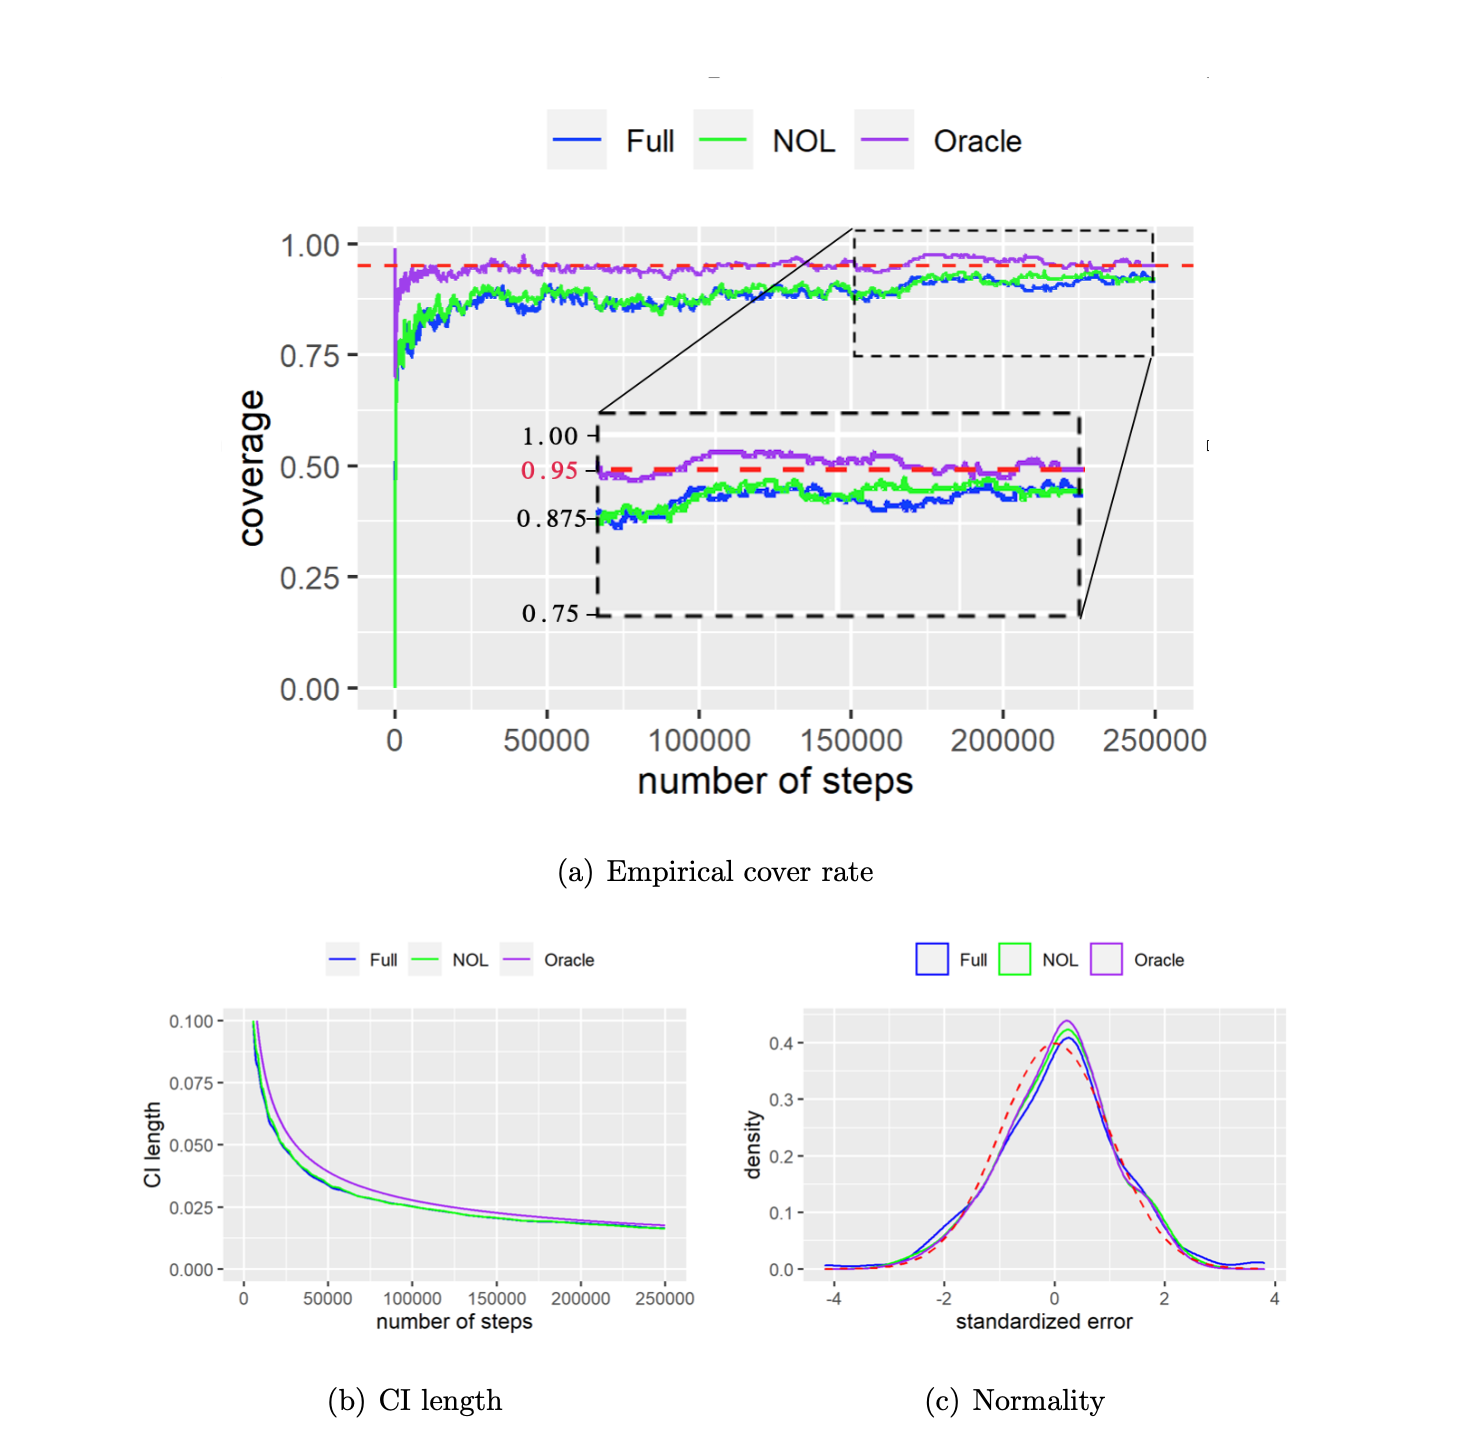 Full NOL Oracle
1.00
0.75
0.50
0.25
0.00
coverage
1.00
0.95
0.875
0.75
0 50000 100000 150000 200000 250000
number of steps
(a) Empirical cover rate
Full NOL Oracle
0.100
0.075
0.050
0.025
0.000
CI length
0 50000 100000 150000 200000 250000
number of steps
(b) CI length
Full NOL Oracle
0.4
0.3
0.2
0.1
0.0
density
-4 -2 0 2 4
standardized error
(c) Normality